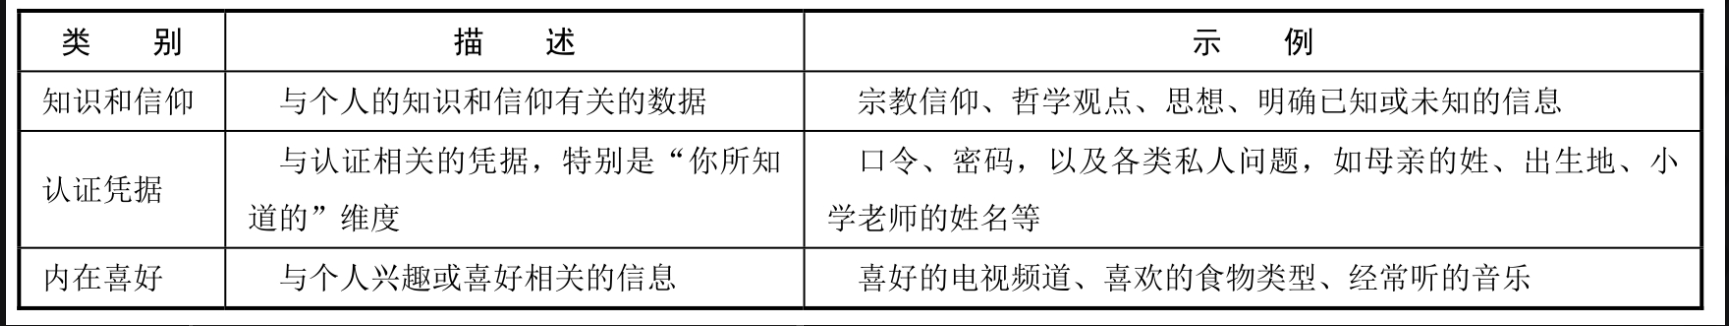 类 别 描 述 示 例
知识和信仰 与个人的知识和信仰有关的数据 宗教信仰、哲学观点、思想、明确已知或未知的信息
认证凭据 与认证相关的凭据，特别是“你所知 口令、密码，以及各类私人问题，如母亲的姓、出生地、小
道的”维度 学老师的姓名等
内在喜好 与个人兴趣或喜好相关的信息 喜好的电视频道、喜欢的食物类型、经常听的音乐